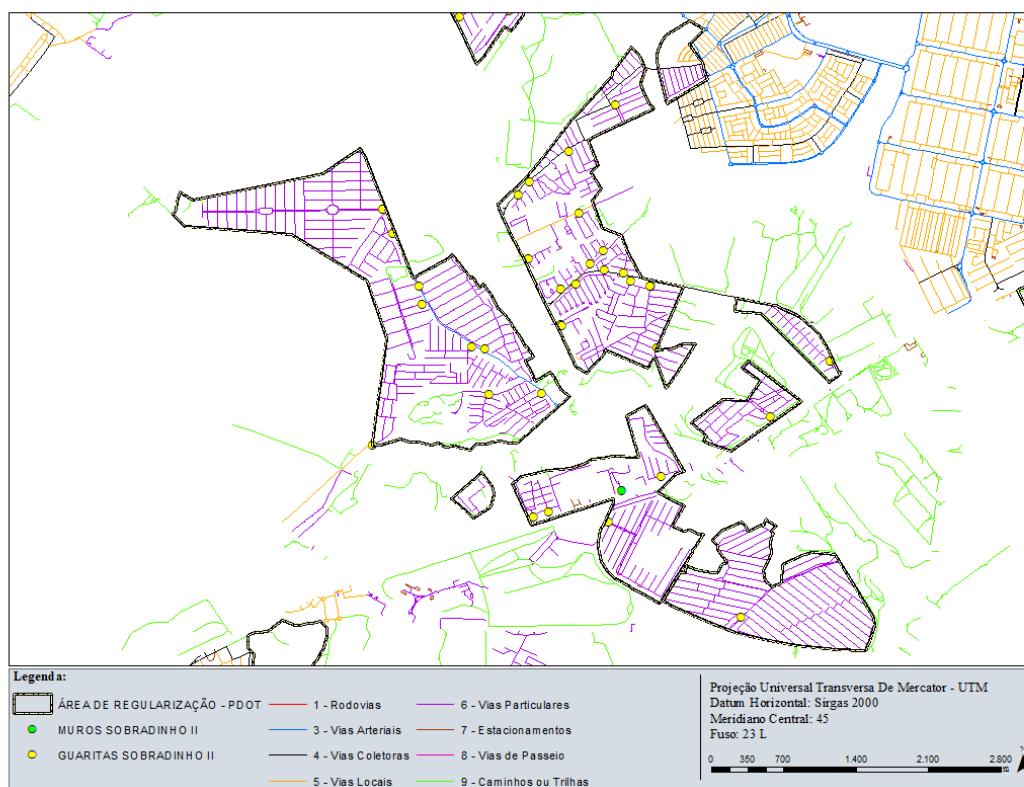 Legenda:
ÁREA DE REGULARIZAÇÃO - PDOT
MUROS SOBRADINHO II
GUARITAS SOBRADINHO II
1 - Rodovias
3 - Vias Arteriais
4 - Vias Coletoras
5 - Vias Locais
6 - Vias Particulares
7 - Estacionamentos
8 - Vias de Passeio
9 - Caminhos ou Trilhas
Projeção Universal Transversa De Mercator - UTM
Datum Horizontal: Sirgas 2000
Meridiano Central: 45
Fuso: 23 L
0 350 700 1.400 2.100 2.800